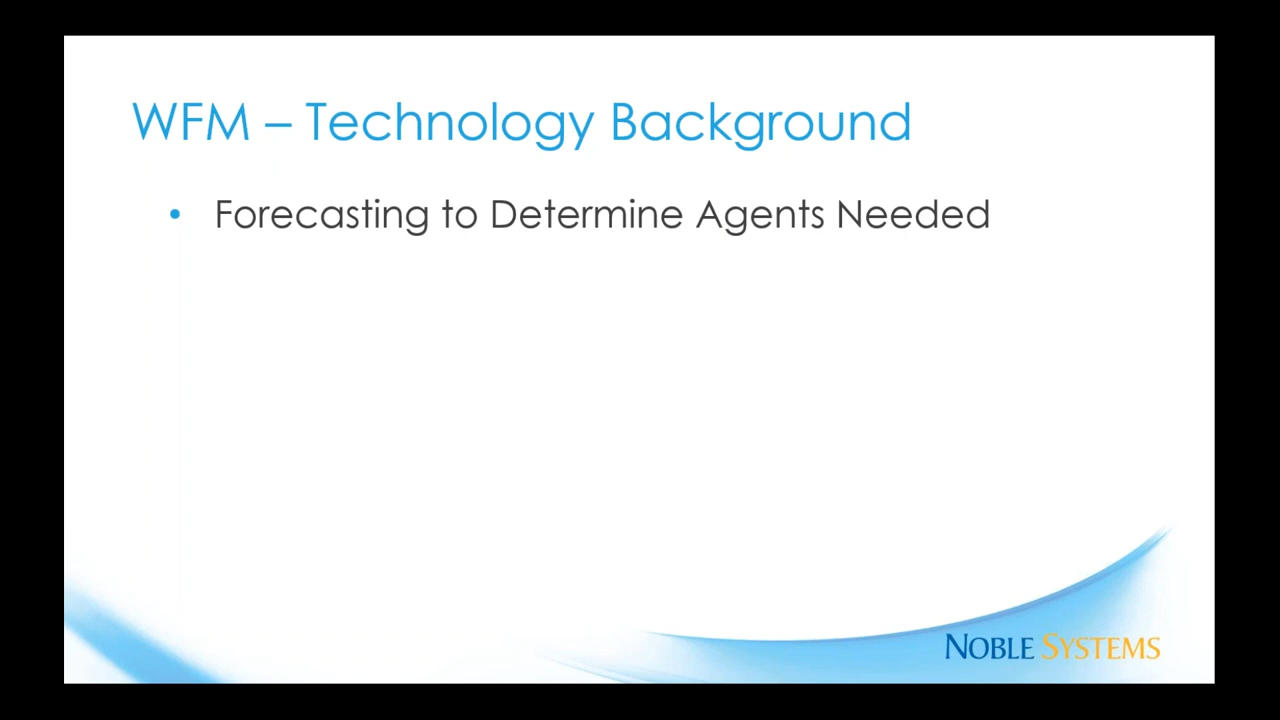 WFM – Technology Background
• Forecasting to Determine Agents Needed
NOBLE SYSTEMS